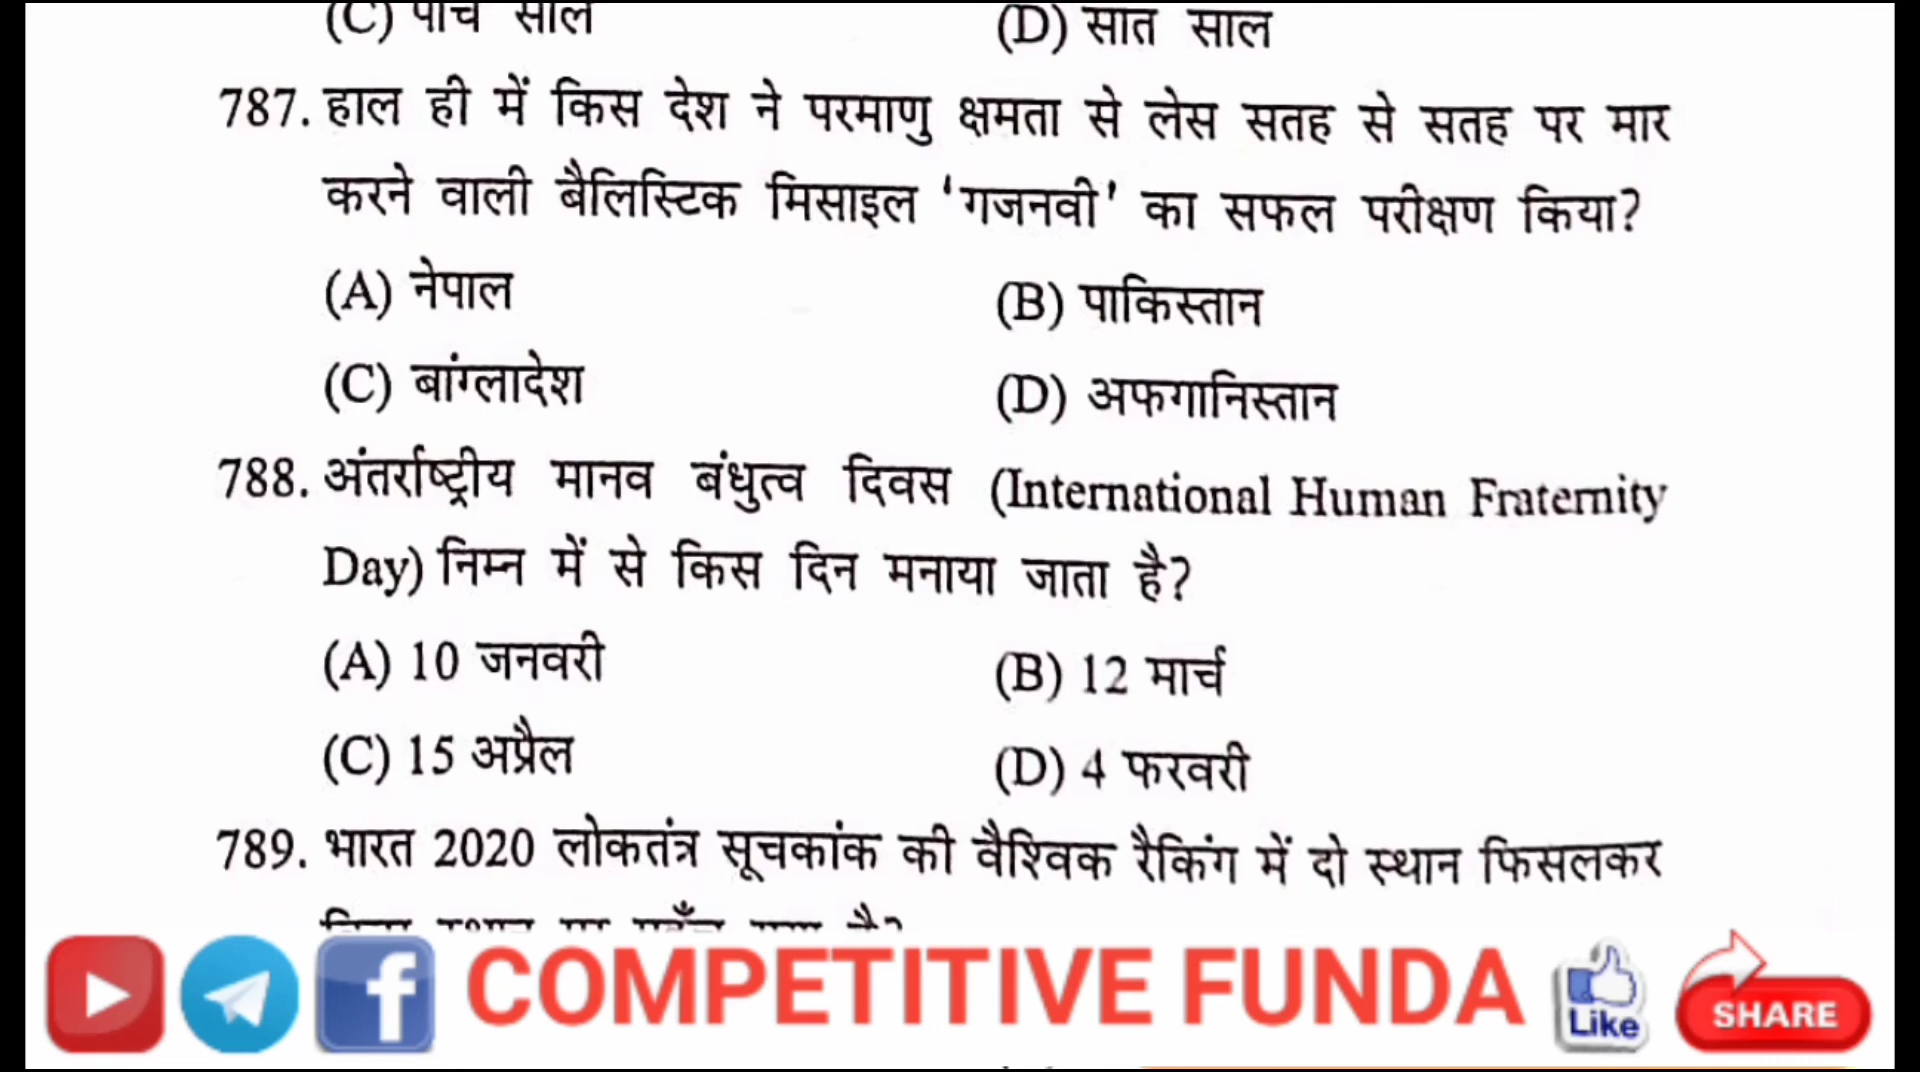 (C) पांच साल (D) सात साल
787. हाल ही में किस देश ने परमाणु क्षमता से लेस सतह से सतह पर मार
करने वाली बैलिस्टिक मिसाइल 'गजनवी' का सफल परीक्षण किया?
(A) नेपाल (B) पाकिस्तान
(C) बांग्लादेश (D) अफगानिस्तान
788. अंतर्राष्ट्रीय मानव बंधुत्व दिवस (International Human Fraternity
Day) निम्न में से किस दिन मनाया जाता है?
(A) 10 जनवरी (B) 12 मार्च
(C) 15 अप्रैल (D) 4 फरवरी
789. भारत 2020 लोकतंत्र सूचकांक की वैश्विक रैकिंग में दो स्थान फिसलकर
COMPETITIVE FUNDA Like SHARE